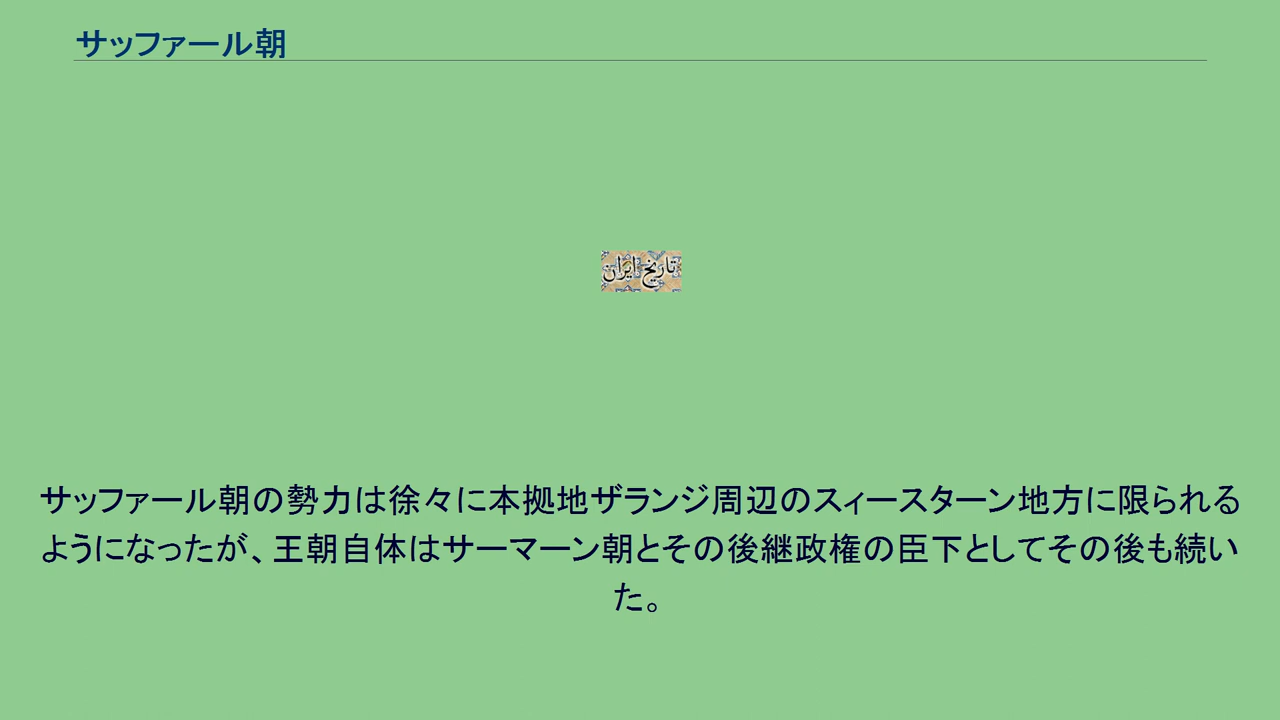 サッファール朝
تاریخ ایران
サッファール朝の勢力は徐々に本拠地ザランジ周辺のスィースターン地方に限られる
ようになったが、王朝自体はサーマーン朝とその後継政権の臣下としてその後も続い
た。